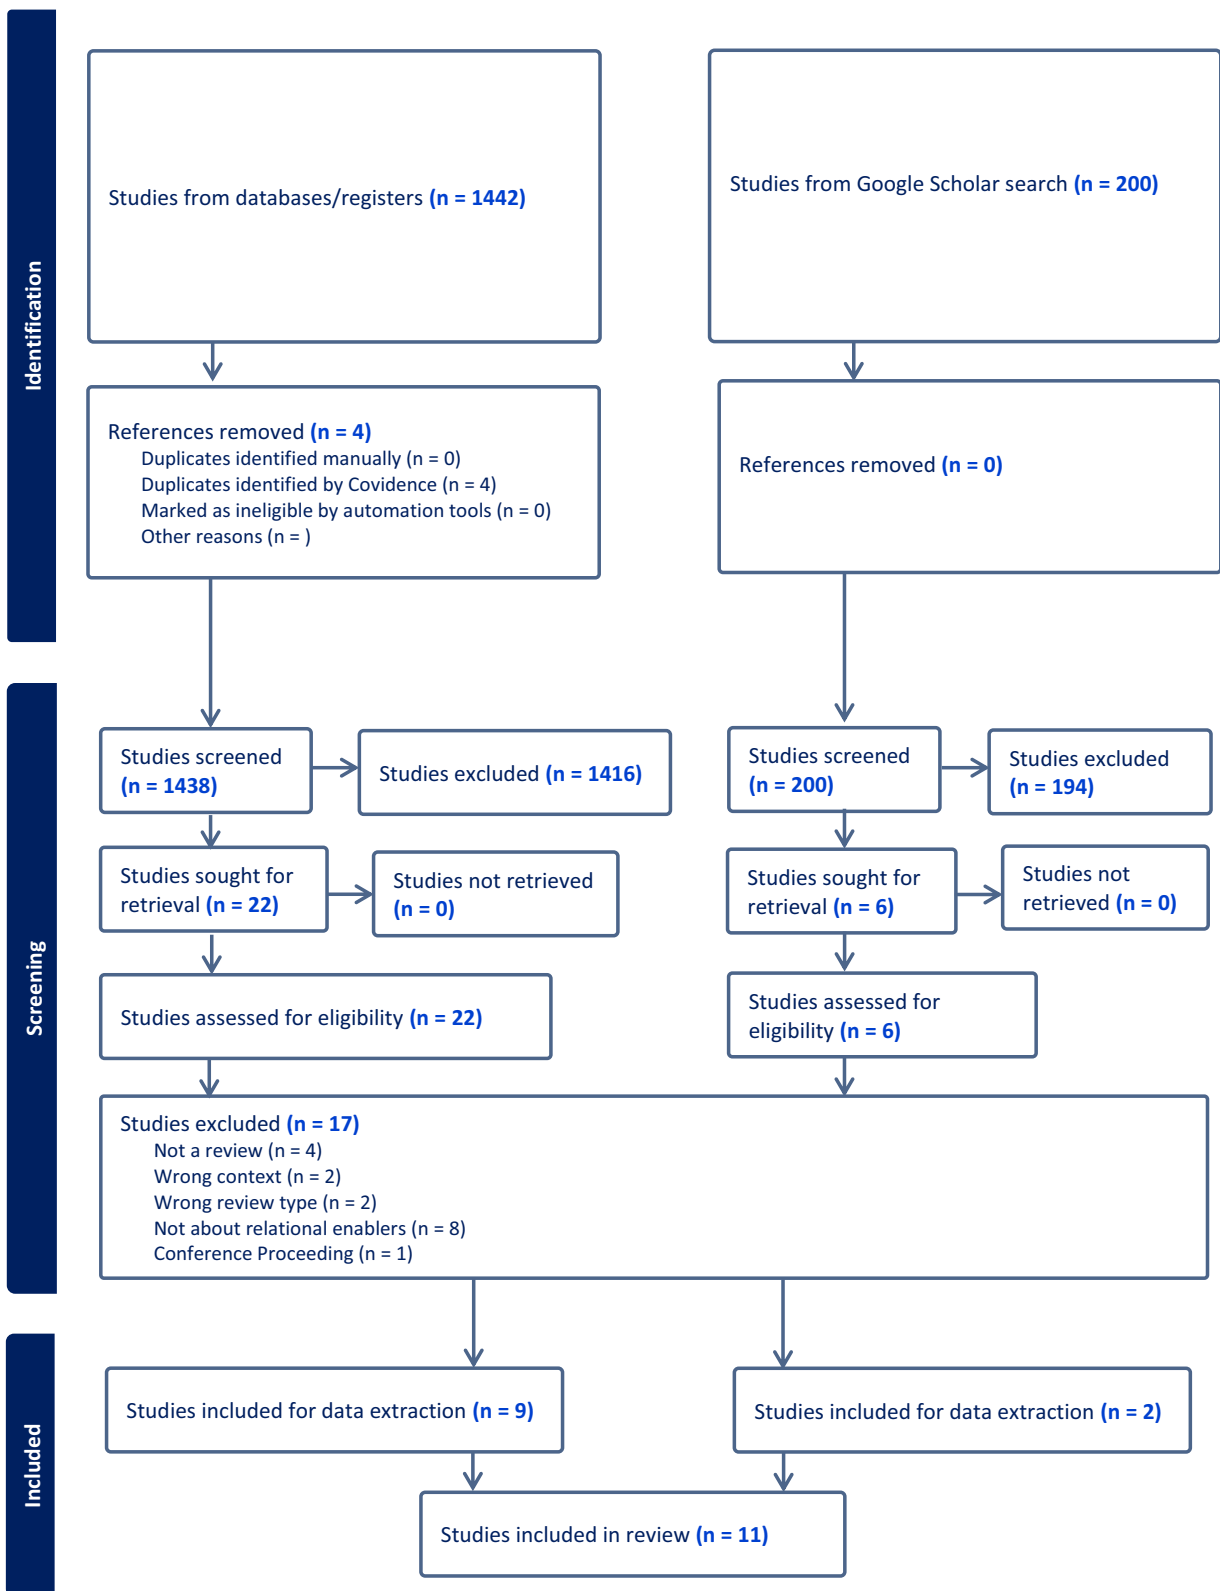 Identification
Studies from databases/registers (n = 1442)
Studies from Google Scholar search (n = 200)
References removed (n = 4)
Duplicates identified manually (n = 0)
Duplicates identified by Covidence (n = 4)
Marked as ineligible by automation tools (n = 0)
Other reasons (n = )
References removed (n = 0)
Screening
Studies screened
(n = 1438)
Studies excluded (n = 1416)
Studies screened
(n = 200)
Studies excluded
(n = 194)
Studies sought for
retrieval (n = 22)
Studies not retrieved
(n = 0)
Studies sought for
retrieval (n = 6)
Studies not
retrieved (n = 0)
Studies assessed for eligibility (n = 22)
Studies assessed for
eligibility (n = 6)
Studies excluded (n = 17)
Not a review (n = 4)
Wrong context (n = 2)
Wrong review type (n = 2)
Not about relational enablers (n = 8)
Conference Proceeding (n = 1)
Included
Studies included for data extraction (n = 9)
Studies included for data extraction (n = 2)
Studies included in review (n = 11)